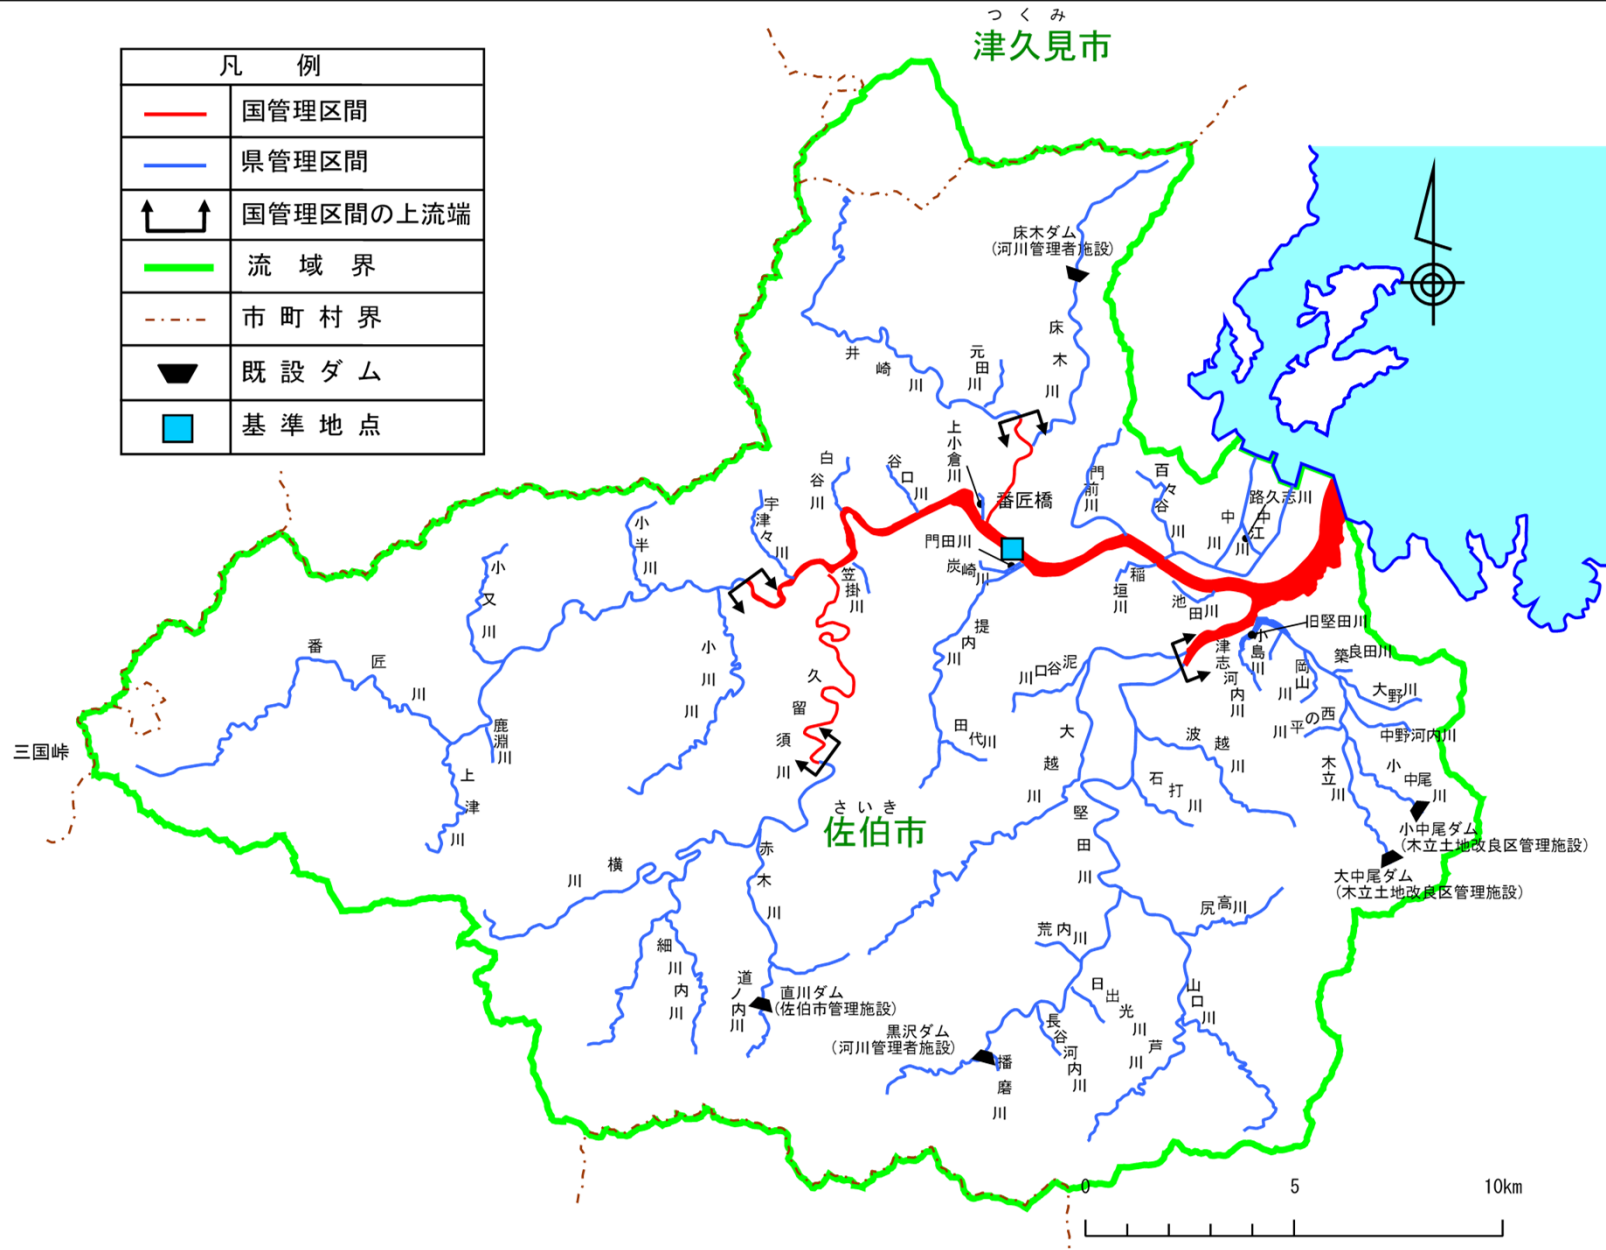 つくみ
津久見市
凡例
国管理区間
県管理区間
国管理区間の上流端
流域界
市町村界
既設ダム
基準地点
床木ダム
(河川管理者施設)
床木川
井崎川
元田川
上小倉川
番匠橋
白谷川
谷口川
宇津々川
小半川
門前川
百々谷川
路久志川
中川
中江川
門田川
炭崎川
笠掛川
稲垣川
池田川
小又川
番匠川
小川
久留須川
提内川
泥谷口川
津志河内川
小島川
旧堅田川
岡山川
築良田川
大野川
中野河内川
西の平川
木立川
小中尾川
小中尾ダム
(木立土地改良区管理施設)
大中尾ダム
(木立土地改良区管理施設)
三国峠
鹿淵川
上津川
田代川
大越川
波越川
石打川
堅田川
さいき
佐伯市
赤木川
横川
細川内川
道ノ内川
直川ダム
(佐伯市管理施設)
黒沢ダム
(河川管理者施設)
播磨川
荒内川
尻高川
日出光川
長谷河内川
山口川
芦川
0 5 10km